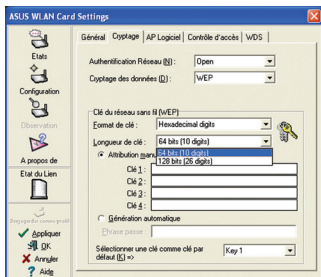 ASUS WLAN Card Settings
Etats
Configuration
Observation
A propos de
Etat du Lien
Appliquer
OK
Annuler
Aide
Général Cryptage AP Logiciel Contrôle d'accès WDS
Authentification Réseau (N) : Open
Cryptage des données (D) : WEP
Clé du réseau sans fil (WEP)
Format de clé : Hexadecimal digits
Longueur de clé : 64 bits (10 digits)
64 bits (10 digits)
128 bits (26 digits)
Attribution manu
Clé 1 :
Clé 2 :
Clé 3 :
Clé 4 :
Génération automatique
Phrase passe :
Sélectionner une clé comme clé par
défaut (K) => Key 1